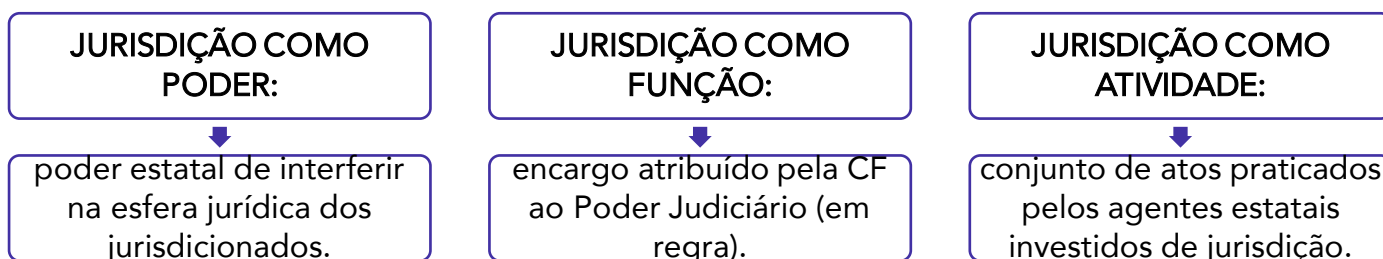 JURISDIÇÃO COMO
PODER:
poder estatal de interferir
na esfera jurídica dos
jurisdicionados.
JURISDIÇÃO COMO
FUNÇÃO:
encargo atribuído pela CF
ao Poder Judiciário (em
regra).
JURISDIÇÃO COMO
ATIVIDADE:
conjunto de atos praticados
pelos agentes estatais
investidos de jurisdição.